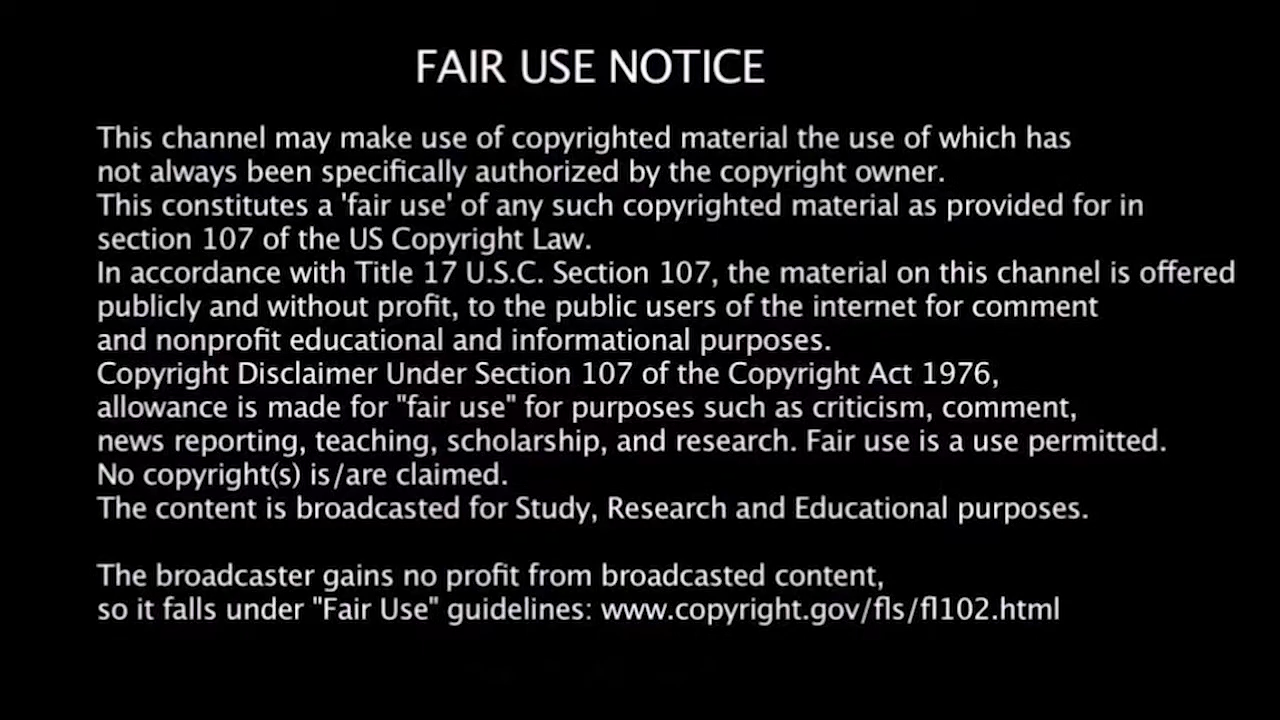 FAIR USE NOTICE
This channel may make use of copyrighted material the use of which has
not always been specifically authorized by the copyright owner.
This constitutes a 'fair use' of any such copyrighted material as provided for in
section 107 of the US Copyright Law.
In accordance with Title 17 U.S.C. Section 107, the material on this channel is offered
publicly and without profit, to the public users of the internet for comment
and nonprofit educational and informational purposes.
Copyright Disclaimer Under Section 107 of the Copyright Act 1976,
allowance is made for "fair use" for purposes such as criticism, comment,
news reporting, teaching, scholarship, and research. Fair use is a use permitted.
No copyright(s) is/are claimed.
The content is broadcasted for Study, Research and Educational purposes.
The broadcaster gains no profit from broadcasted content,
so it falls under "Fair Use" guidelines: www.copyright.gov/fls/fl102.html